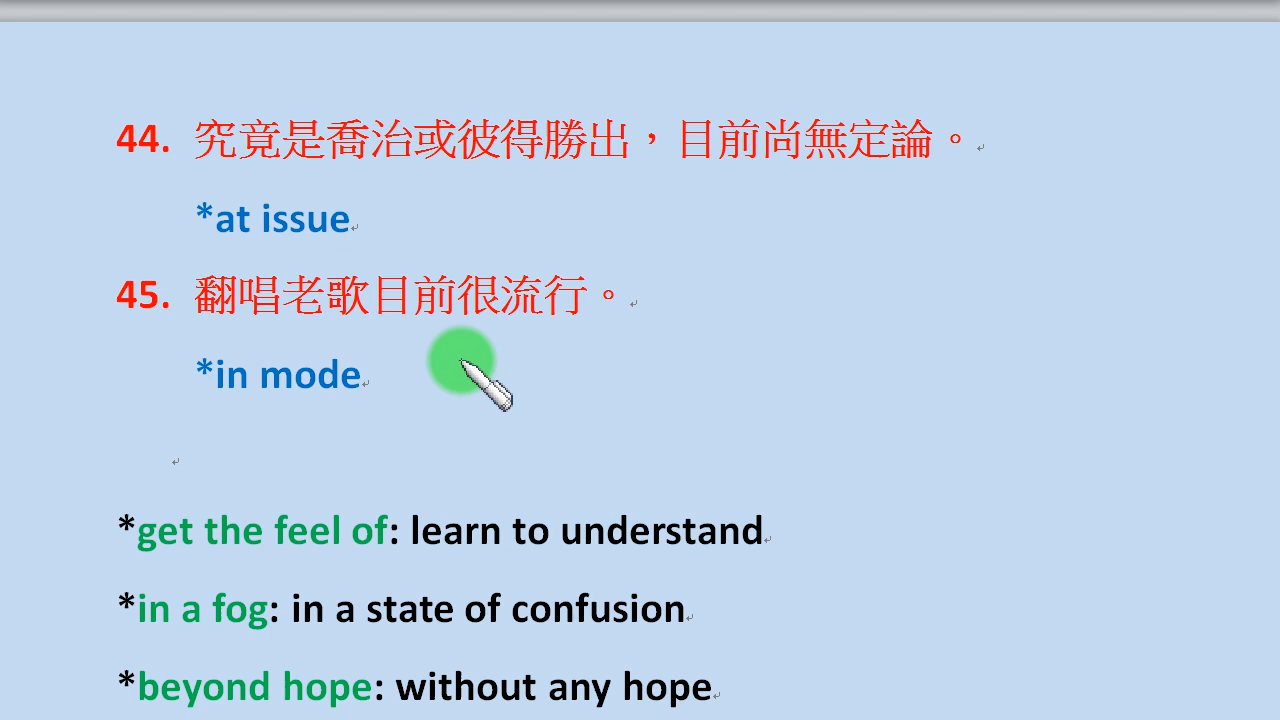 44. 究竟是喬治或彼得勝出，目前尚無定論。
*at issue
45. 翻唱老歌目前很流行。
*in mode
*get the feel of: learn to understand
*in a fog: in a state of confusion
*beyond hope: without any hope